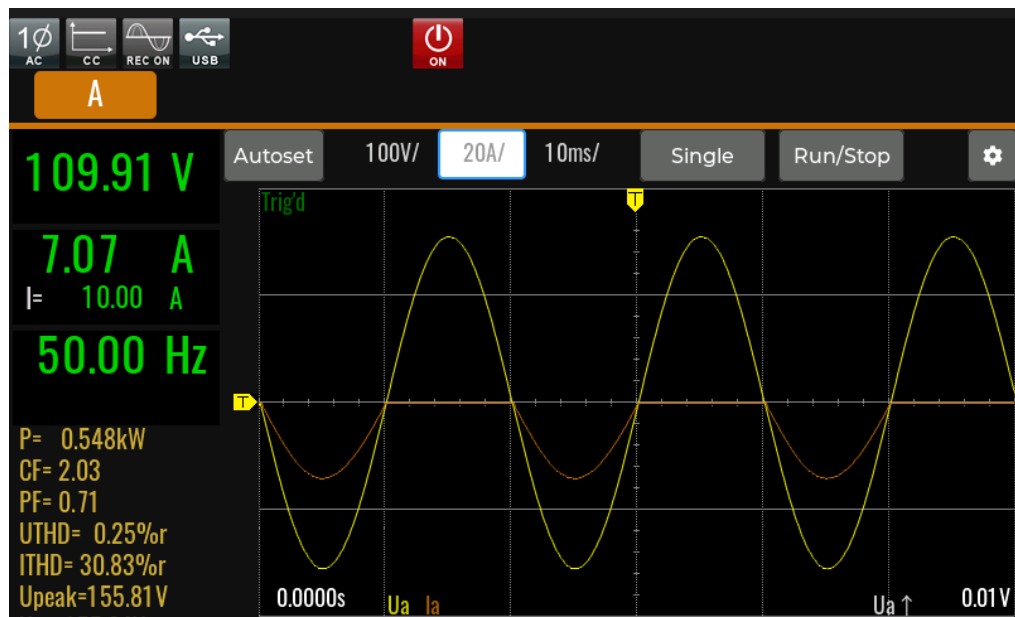 1Ø
AC
CC
REC ON
USB
ON
A
109.91 V
7.07 A
I= 10.00 A
50.00 Hz
P= 0.548kW
CF= 2.03
PF= 0.71
UTHD= 0.25%r
ITHD= 30.83%r
Upeak=155.81V
Autoset 100V/ 20A/ 10ms/ Single Run/Stop
Trig'd
T
T
0.0000s Ua Ia Ua↑ 0.01V